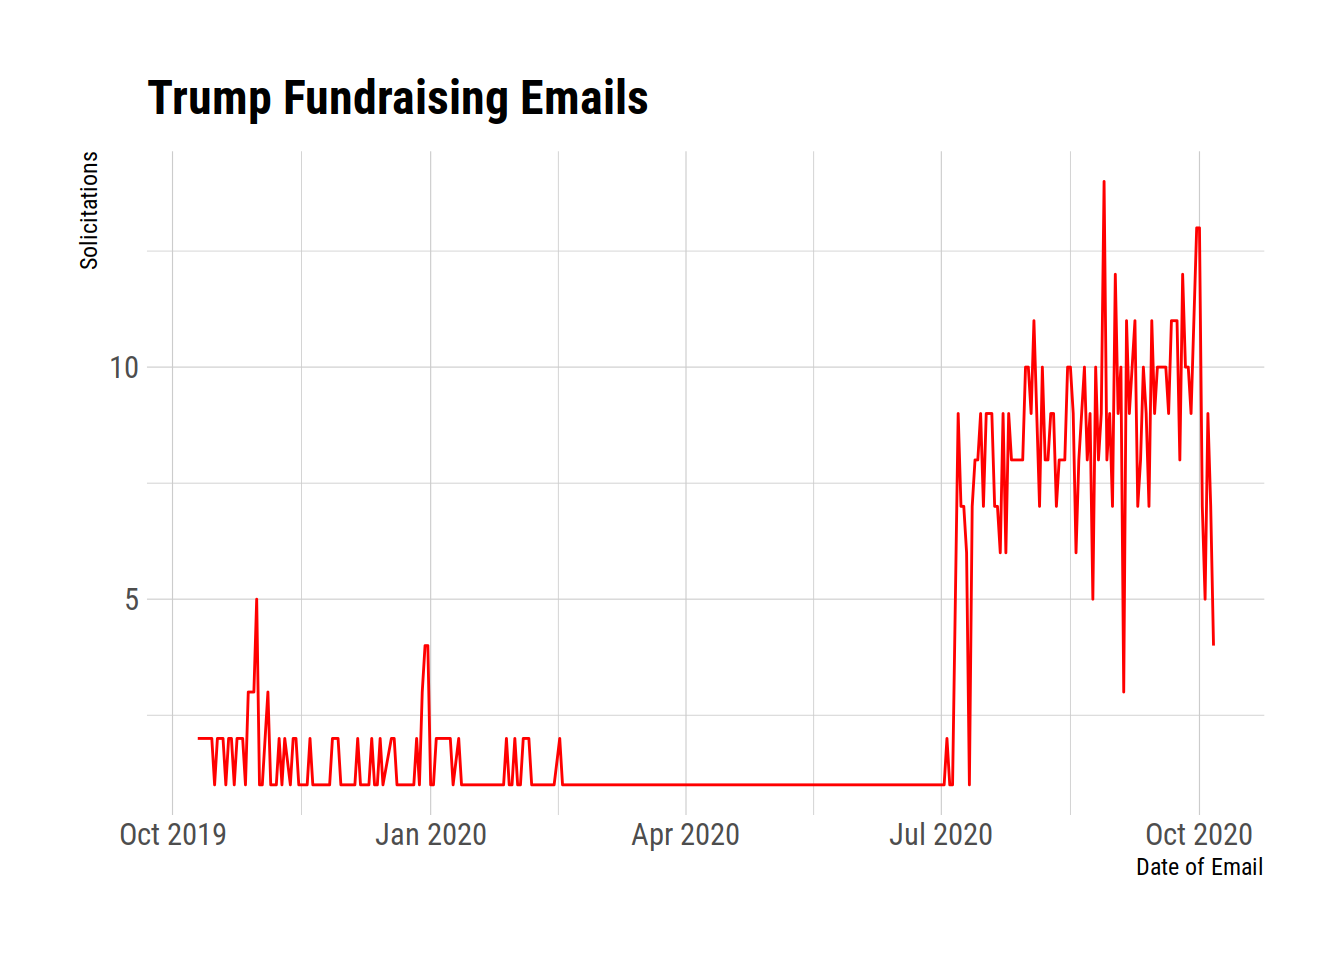 Trump Fundraising Emails
Solicitations
10
5
Oct 2019 Jan 2020 Apr 2020 Jul 2020 Oct 2020
Date of Email